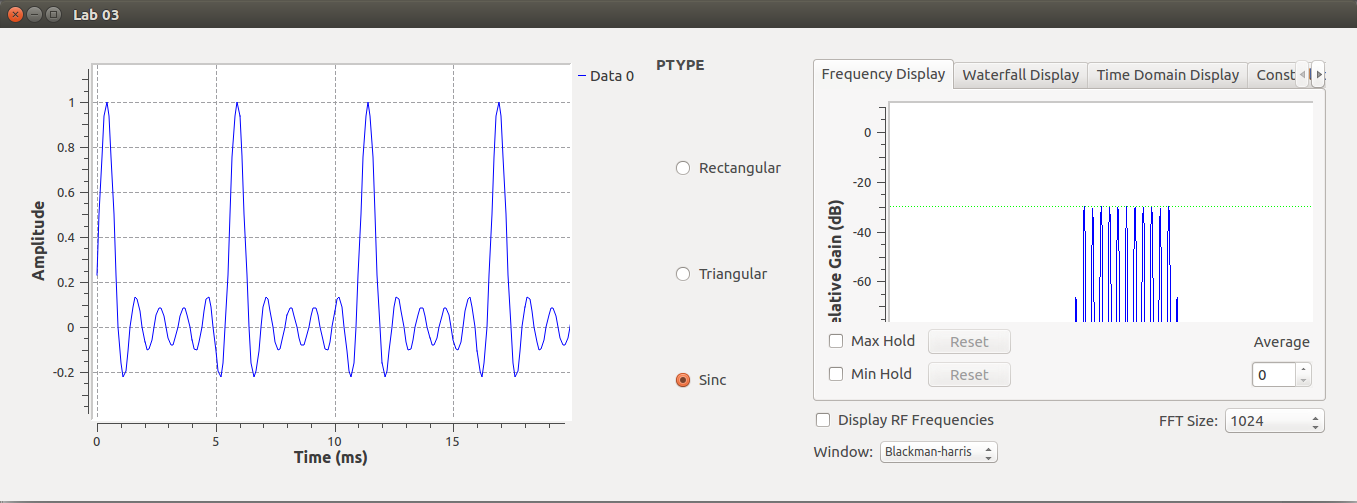 Lab 03
Amplitude
1
0.8
0.6
0.4
0.2
0
-0.2
0 5 10 15
Time (ms)
Data 0
PTYPE
Rectangular
Triangular
Sinc
Frequency Display Waterfall Display Time Domain Display Const
elative Gain (dB)
0
-20
-40
-60
Max Hold Reset Average
Min Hold Reset 0
Display RF Frequencies FFT Size: 1024
Window: Blackman-harris